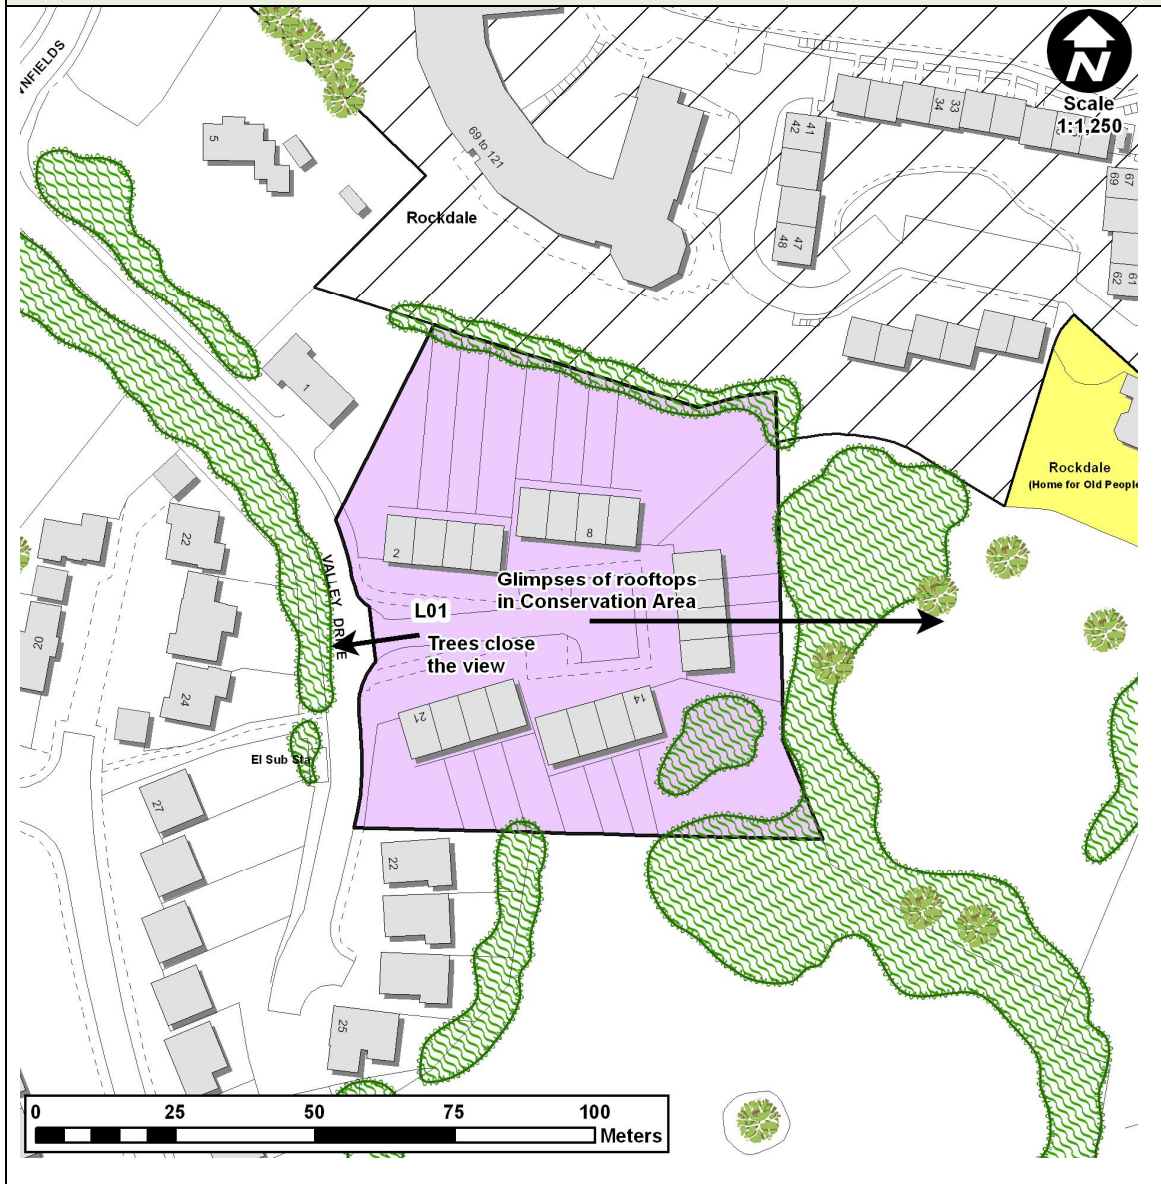 N
Scale
1:1,250
5
69 to 121
Rockdale
41
42
34
33
47
48
67
69
61
62
1
Rockdale
(Home for Old People
22
2
8
VALLEY DRIVE
Glimpses of rooftops
in Conservation Area
L01
Trees close
the view
20
24
21
14
El Sub Sta
27
22
25
0 25 50 75 100
Meters